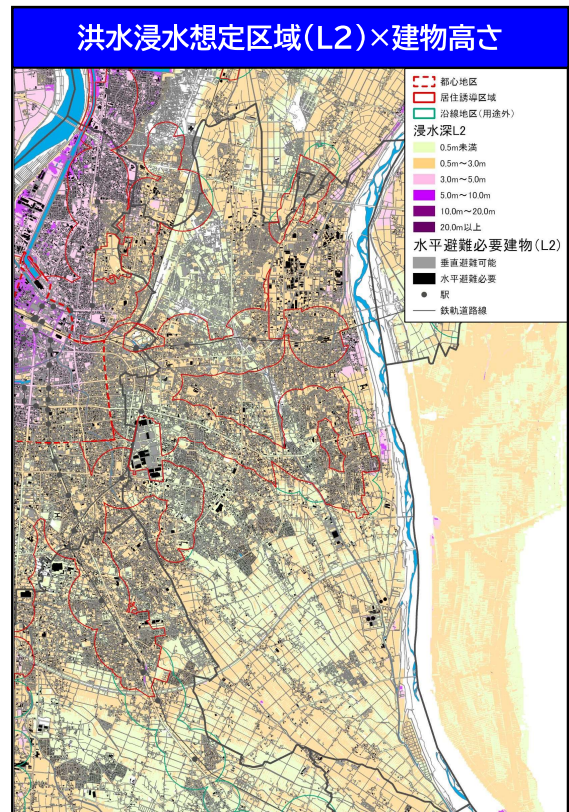 洪水浸水想定区域(L2)×建物高さ
都心地区
居住誘導区域
沿線地区(用途外)
浸水深L2
0.5m未満
0.5m～3.0m
3.0m～5.0m
5.0m～10.0m
10.0m～20.0m
20.0m以上
水平避難必要建物(L2)
垂直避難可能
水平避難必要
駅
鉄軌道路線